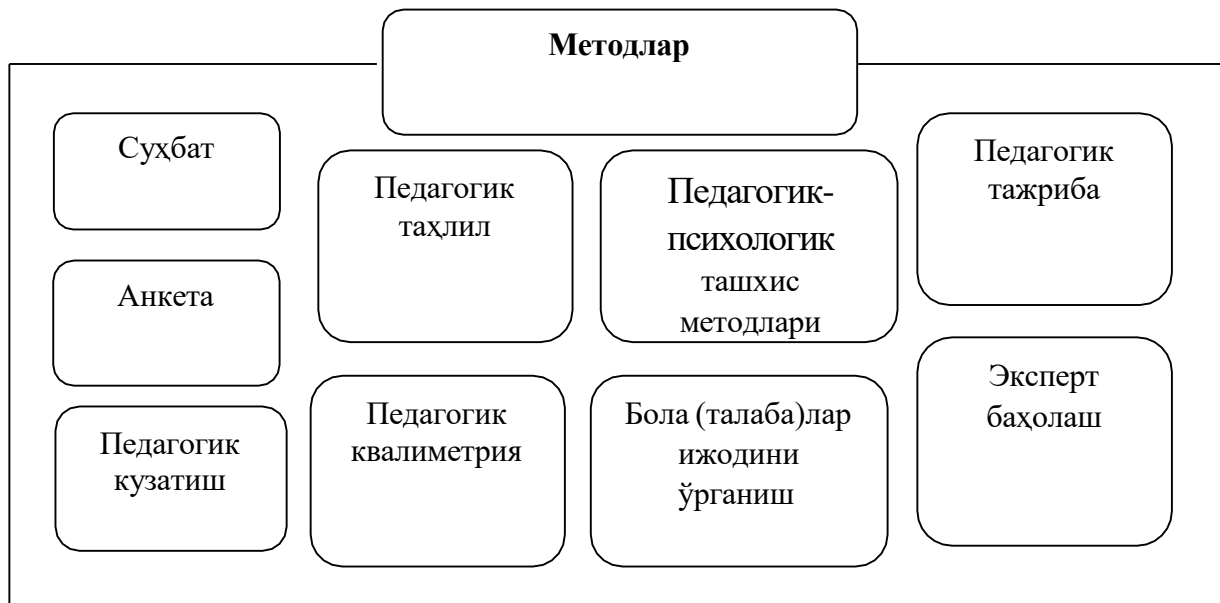 Методлар
Суҳбат
Анкета
Педагогик
кузатиш
Педагогик
таҳлил
Педагогик
квалиметрия
Педагогик-
психологик
ташхис
методлари
Бола (талаба)лар
ижодини
ўрганиш
Педагогик
тажриба
Эксперт
баҳолаш